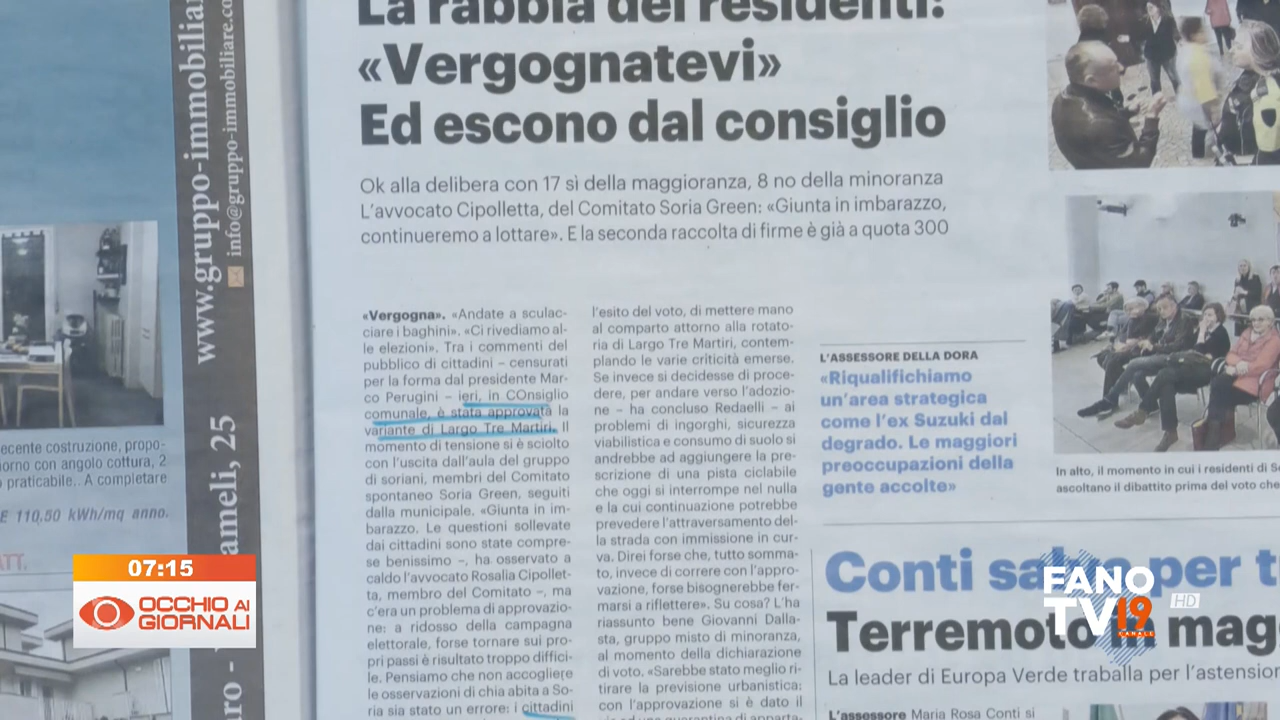 La rabbia dei residenti:
«Vergognatevi»
Ed escono dal consiglio
Ok alla delibera con 17 sì della maggioranza, 8 no della minoranza
L'avvocato Cipolletta, del Comitato Soria Green: «Giunta in imbarazzo,
continueremo a lottare». E la seconda raccolta di firme è già a quota 300
«Vergogna». «Andate a sculac-
ciare i baghini». «Ci rivediamo al-
le elezioni». Tra i commenti del
pubblico di cittadini – censurati
per la forma dal presidente Mar-
co Perugini – ieri, in COnsiglio
comunale, è stata approvata la
variante di Largo Tre Martiri. Il
momento di tensione si è sciolto
con l'uscita dall'aula del gruppo
di soriani, membri del Comitato
spontaneo Soria Green, seguiti
dalla municipale. «Giunta in im-
barazzo. Le questioni sollevate
dai cittadini sono state compre-
se benissimo –, ha osservato a
caldo l'avvocato Rosalia Cipollet-
ta, membro del Comitato –, ma
c'era un problema di approvazio-
ne: a ridosso della campagna
elettorale, forse tornare sui pro-
pri passi è risultato troppo diffici-
le. Pensiamo che non accogliere
le osservazioni di chia abita a So-
ria sia stato un errore: i cittadini
l'esito del voto, di mettere mano
al comparto attorno alla rotato-
ria di Largo Tre Martiri, contem-
plando le varie criticità emerse.
Se invece si decidesse di proce-
dere, per andare verso l'adozio-
ne – ha concluso Redaelli – ai
problemi di ingorghi, sicurezza
viabilistica e consumo di suolo si
andrebbe ad aggiungere la pre-
scrizione di una pista ciclabile
che oggi si interrompe nel nulla
e la cui continuazione potrebbe
prevedere l'attraversamento del-
la strada con immissione in cur-
va. Direi forse che, tutto somma-
to, invece di correre con l'appro-
vazione, forse bisognerebbe fer-
marsi a riflettere». Su cosa? L'ha
riassunto bene Giovanni Dalla-
sta, gruppo misto di minoranza,
al momento della dichiarazione
di voto. «Sarebbe stato meglio ri-
tirare la previsione urbanistica:
con l'approvazione si è dato il
L'ASSESSORE DELLA DORA
«Riqualifichiamo
un'area strategica
come l'ex Suzuki dal
degrado. Le maggiori
preoccupazioni della
gente accolte»
In alto, il momento in cui i residenti di
ascoltano il dibattito prima del voto che
Conti per t
Terremoto in mag
La leader di Europa Verde traballa per l'astension
L'assessore Maria Rosa Conti si
www.gruppo-immobiliar
info@gruppo-immobiliare.co
ameli, 25
ecente costruzione, propo-
orno con angolo cottura, 2
praticabile.. A completare
E 110,50 kWh/mq anno.
ATT.
07:15
OCCHIO AI
GIORNALI
FANO
TV 19
CANALE
HD